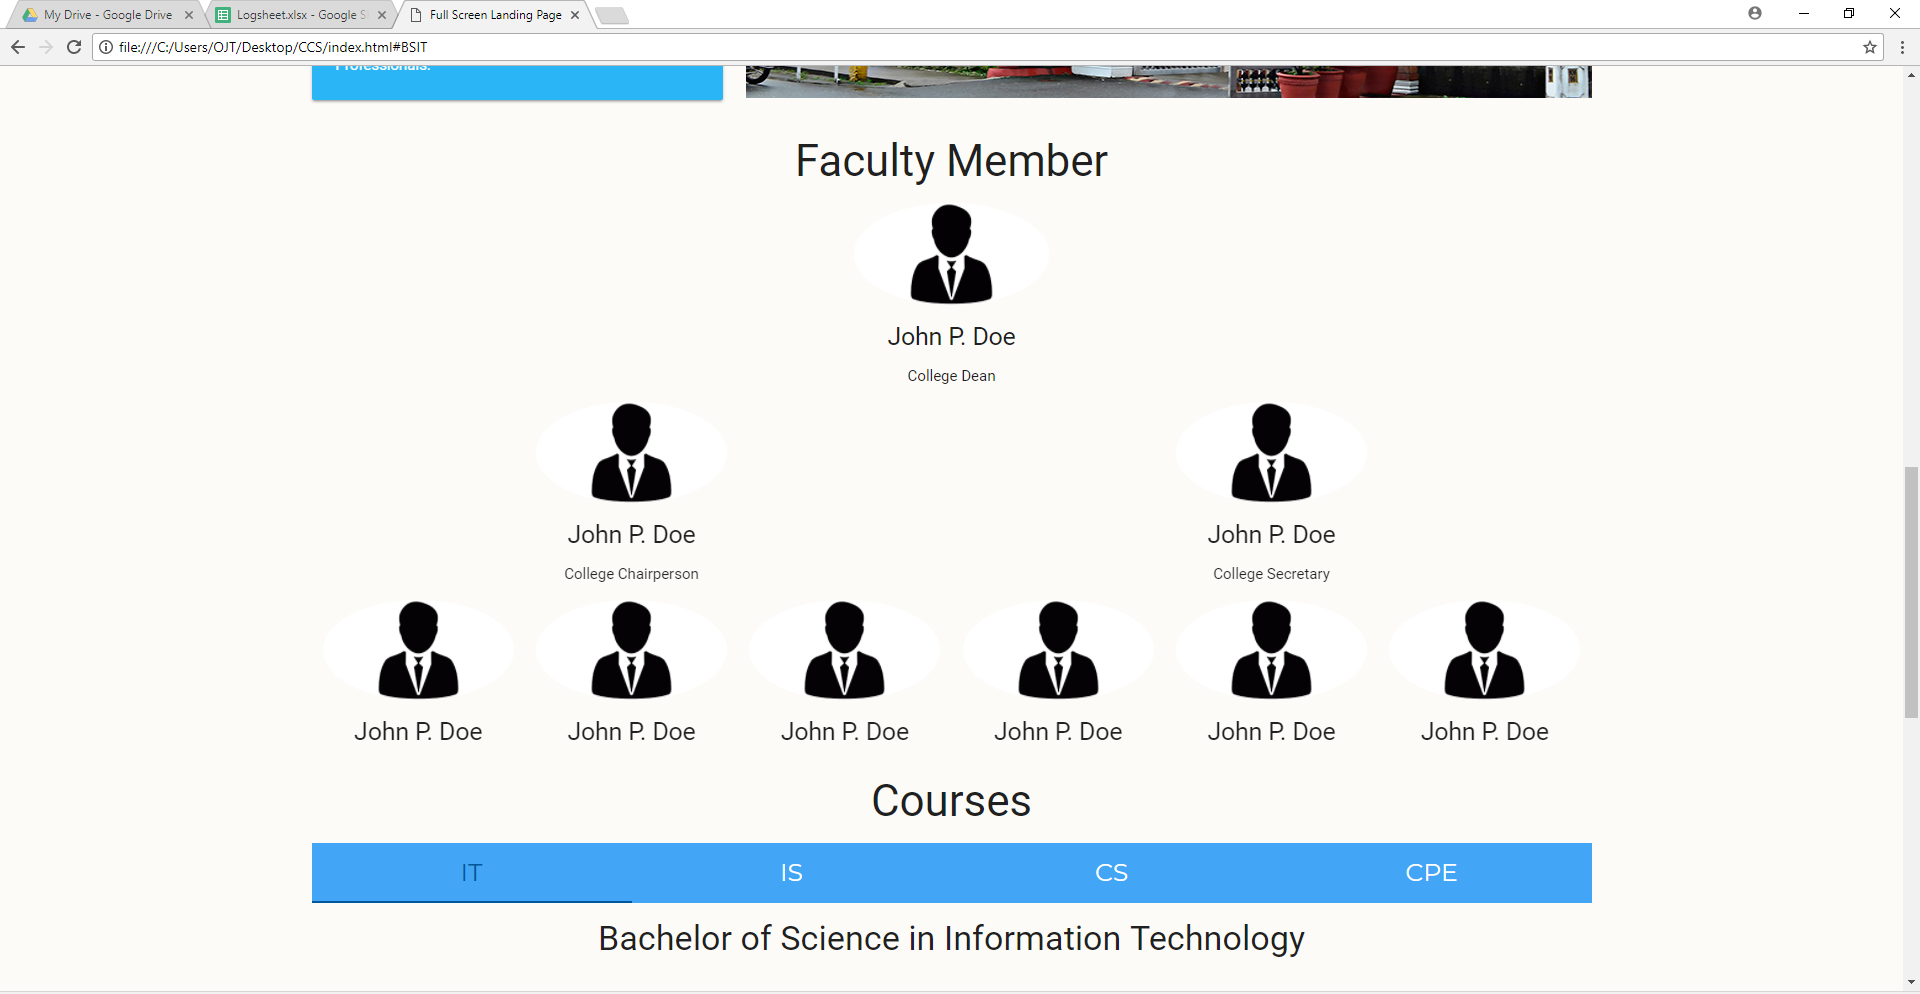 My Drive - Google Drive
Logsheet.xlsx - Google S
Full Screen Landing Page
file:///C:/Users/OJT/Desktop/CCS/index.html#BSIT
Professionals.
Faculty Member
John P. Doe
College Dean
John P. Doe John P. Doe
College Chairperson College Secretary
John P. Doe John P. Doe John P. Doe John P. Doe John P. Doe John P. Doe
Courses
IT IS CS CPE
Bachelor of Science in Information Technology